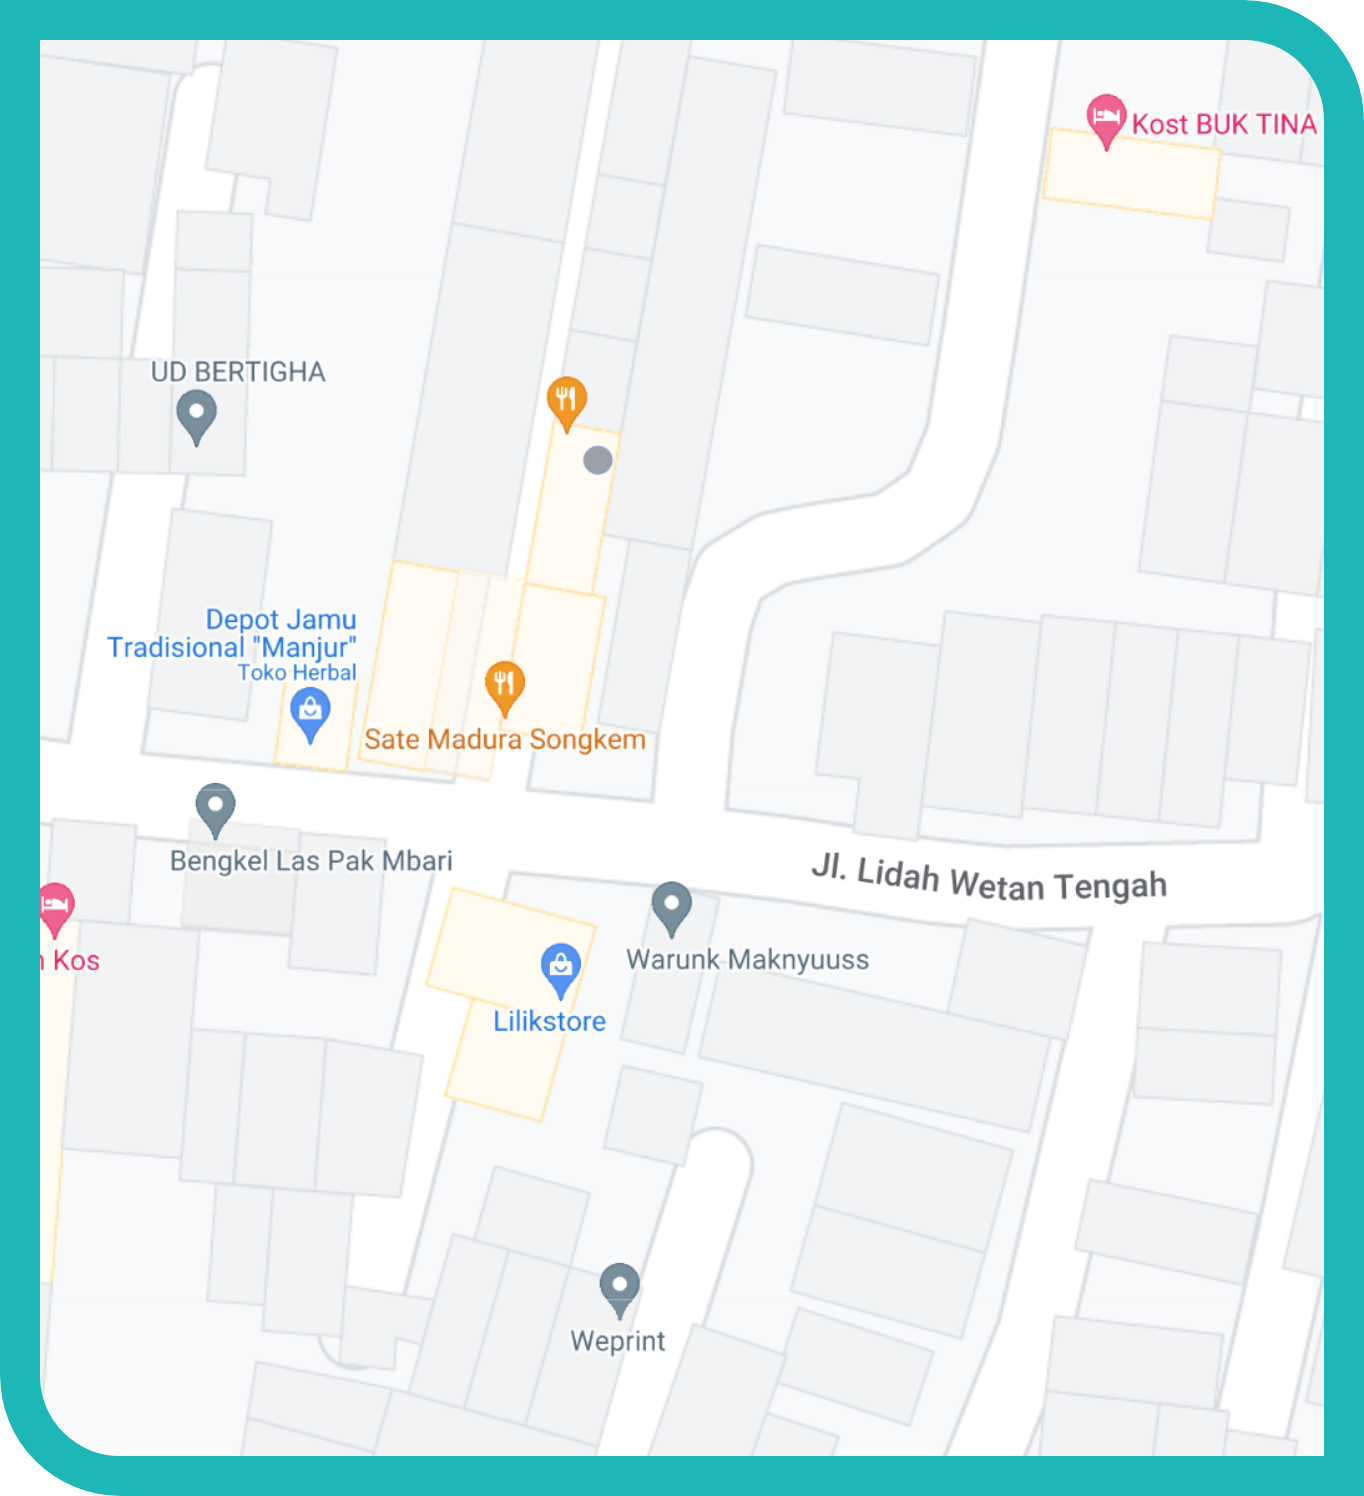 Kost BUK TINA
UD BERTIGHA
Depot Jamu
Tradisional "Manjur"
Toko Herbal
Sate Madura Songkem
Bengkel Las Pak Mbari
Jl. Lidah Wetan Tengah
Kos
Warunk Maknyuuss
Lilikstore
Weprint